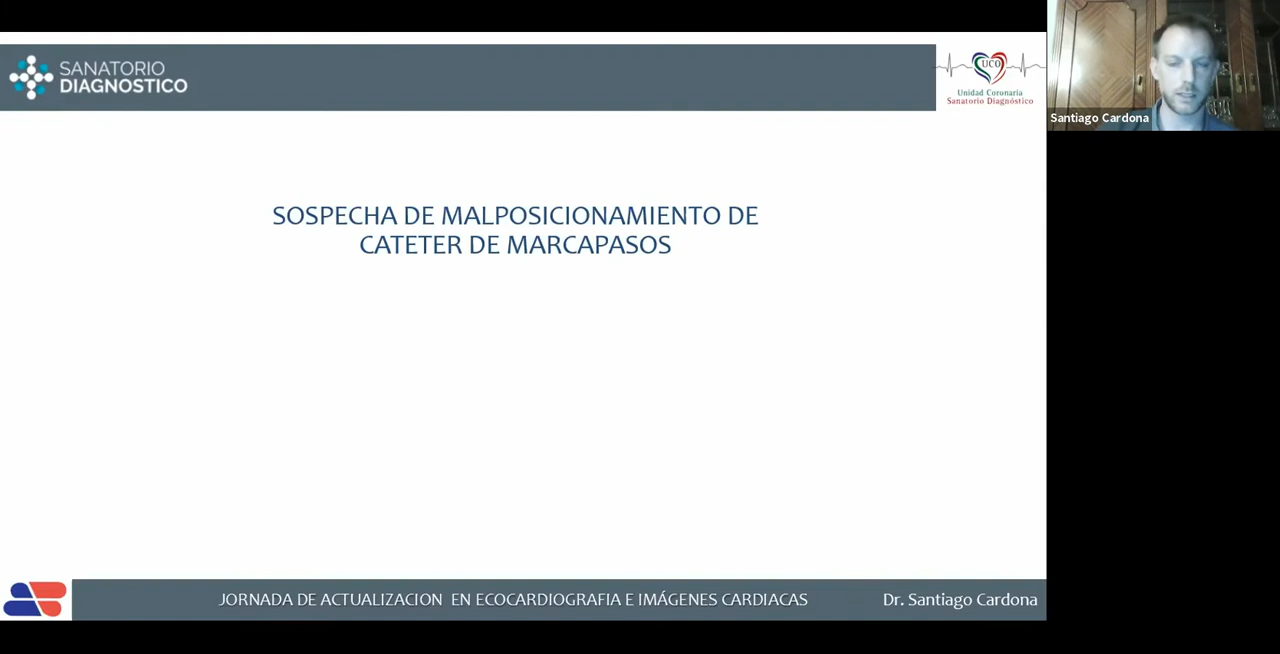 SANATORIO
DIAGNOSTICO
UCO
Unidad Coronaria
Sanatorio Diagnóstico
Santiago Cardona
SOSPECHA DE MALPOSICIONAMIENTO DE
CATETER DE MARCAPASOS
JORNADA DE ACTUALIZACION EN ECOCARDIOGRAFIA E IMÁGENES CARDIACAS
Dr. Santiago Cardona